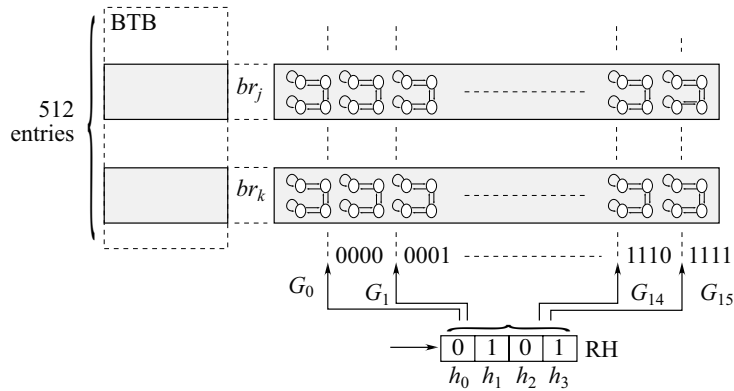 BTB
512
entries
br_j
br_k
0000 0001 1110 1111
G_0 G_1 G_14 G_15
0 1 0 1 RH
h_0 h_1 h_2 h_3